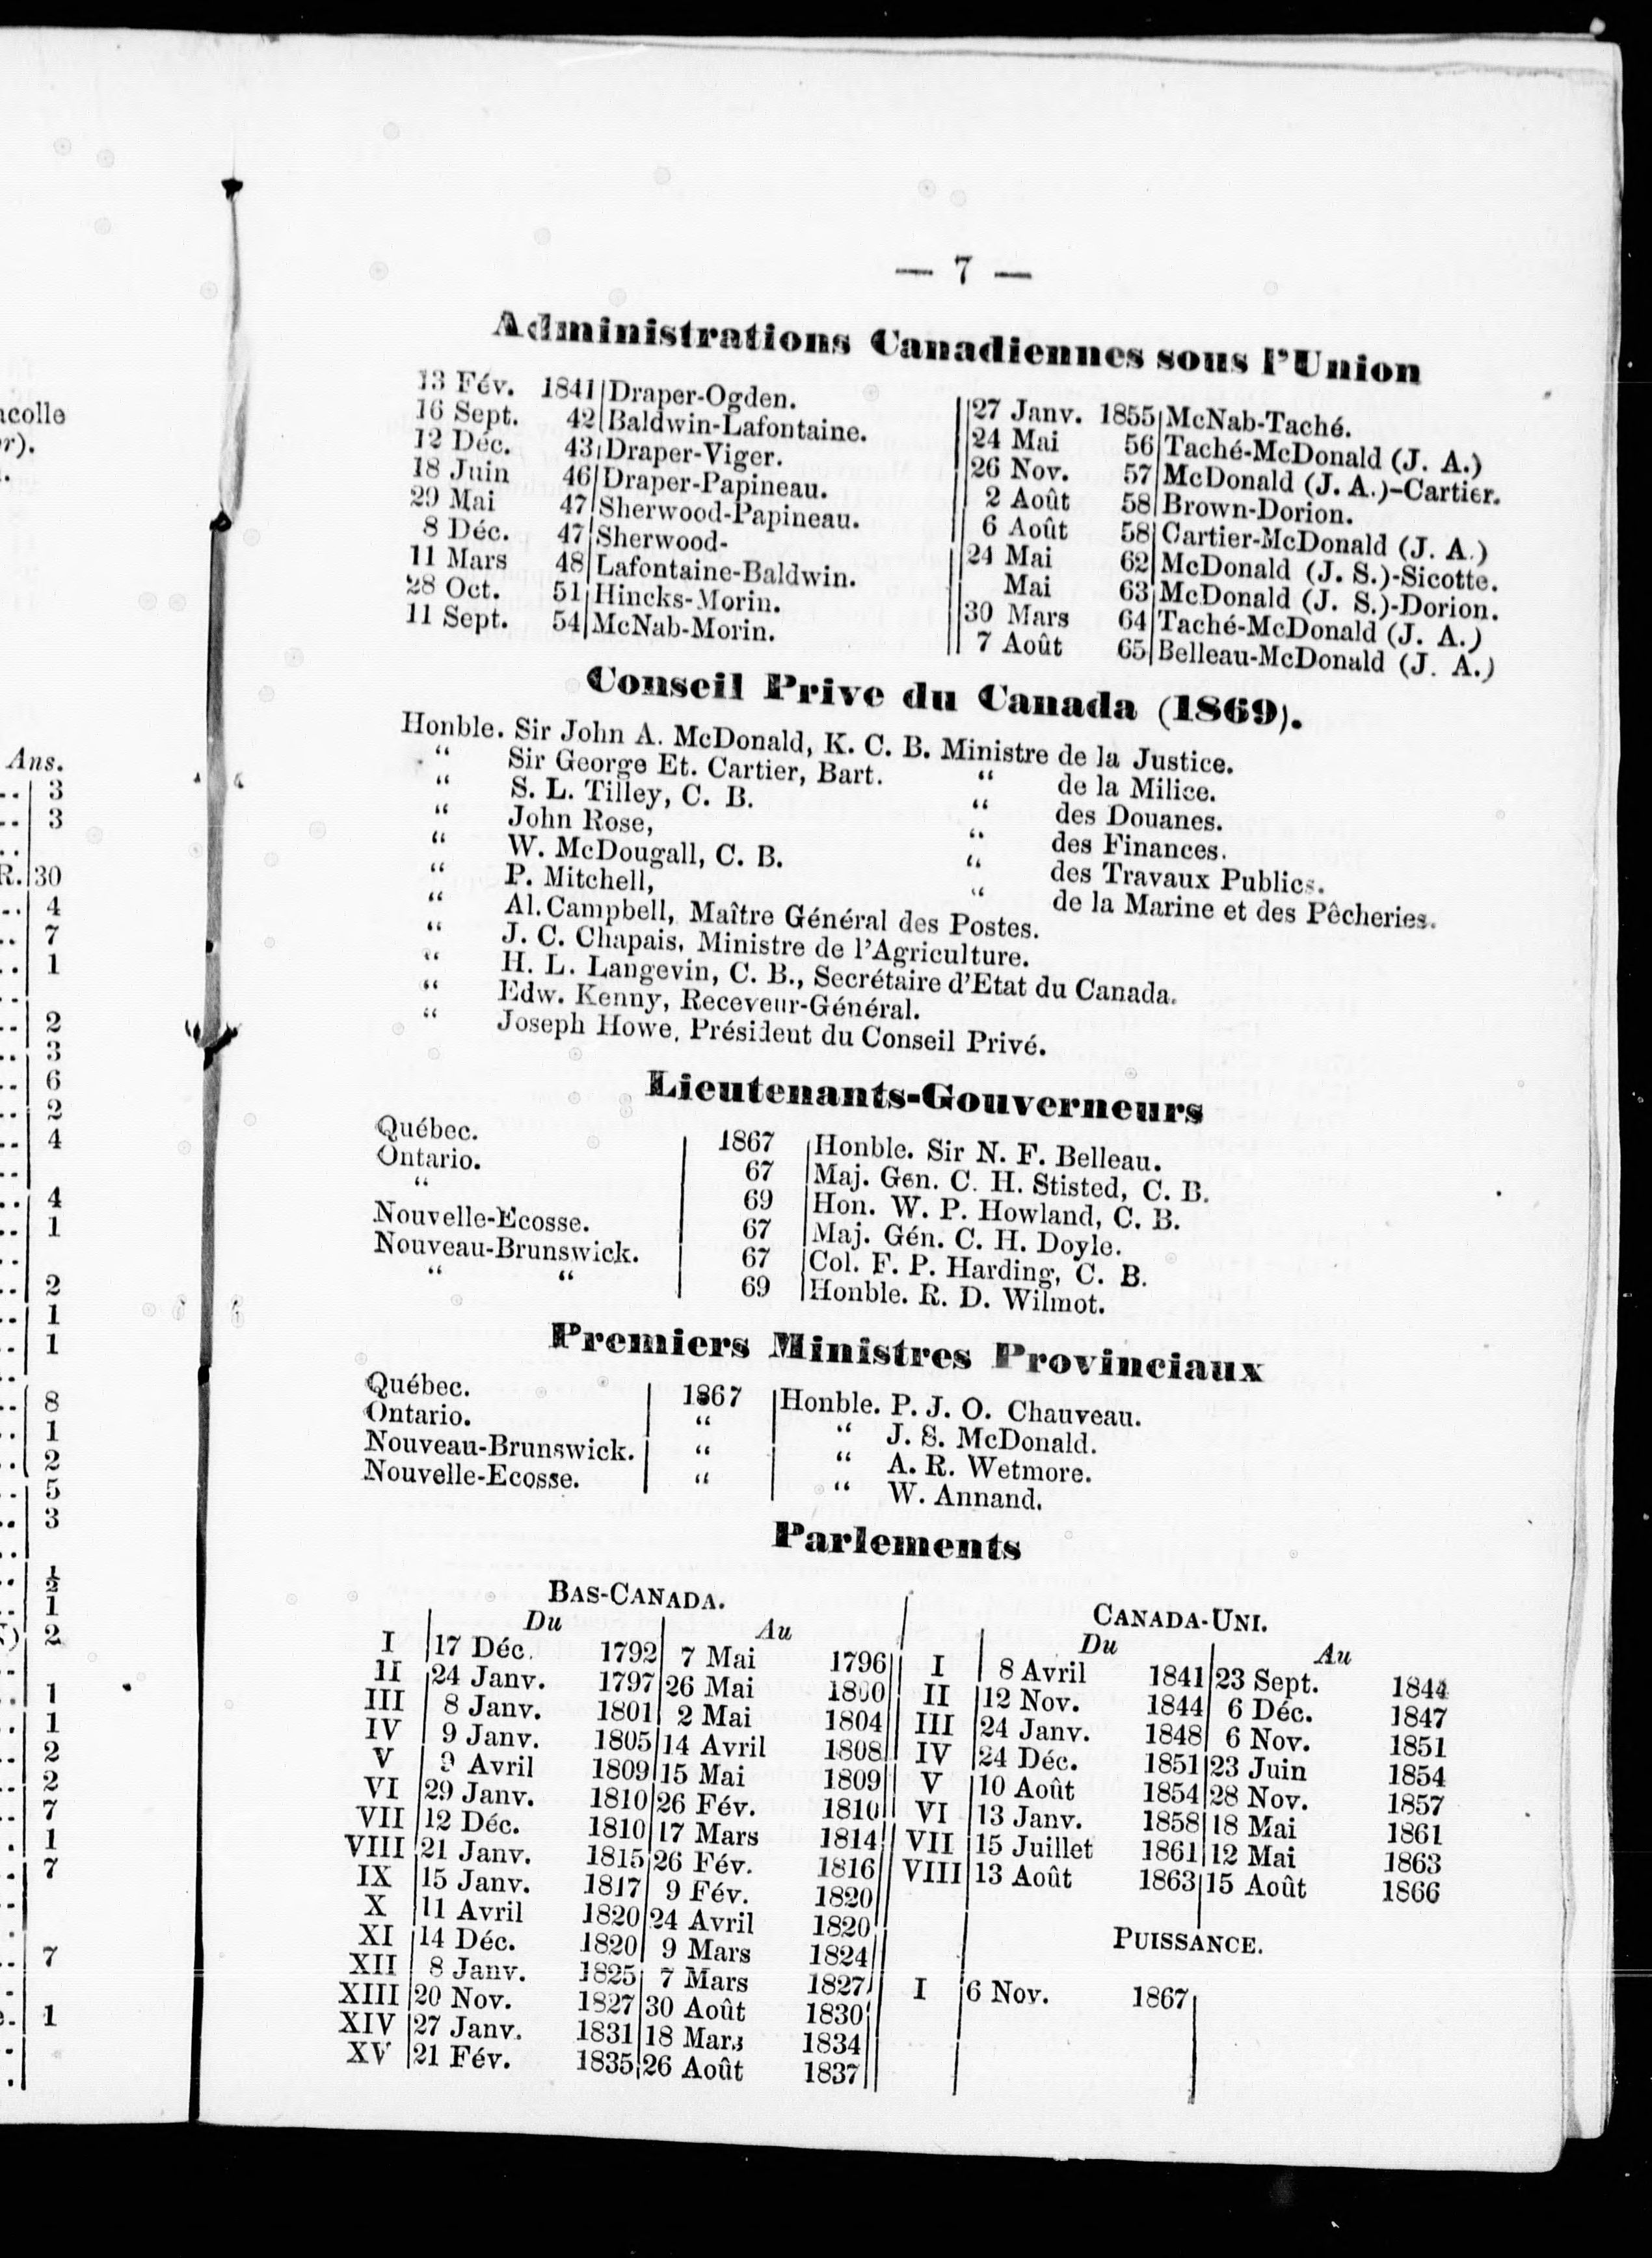 — 7 —
Administrations Canadiennes sous l'Union
13 Fév. 1841 Draper-Ogden.
16 Sept. 42 Baldwin-Lafontaine.
12 Déc. 43 Draper-Viger.
18 Juin 46 Draper-Papineau.
29 Mai 47 Sherwood-Papineau.
8 Déc. 47 Sherwood-
11 Mars 48 Lafontaine-Baldwin.
28 Oct. 51 Hincks-Morin.
11 Sept. 54 McNab-Morin.
27 Janv. 1855 McNab-Taché.
24 Mai 56 Taché-McDonald (J. A.)
26 Nov. 57 McDonald (J. A.)-Cartier.
2 Août 58 Brown-Dorion.
6 Août 58 Cartier-McDonald (J. A.)
24 Mai 62 McDonald (J. S.)-Sicotte.
Mai 63 McDonald (J. S.)-Dorion.
30 Mars 64 Taché-McDonald (J. A.)
7 Août 65 Belleau-McDonald (J. A.)
Conseil Prive du Canada (1869).
Honble. Sir John A. McDonald, K. C. B. Ministre de la Justice.
" Sir George Et. Cartier, Bart. " de la Milice.
" S. L. Tilley, C. B. " des Douanes.
" John Rose, " des Finances.
" W. McDougall, C. B. " des Travaux Publics.
" P. Mitchell, " de la Marine et des Pêcheries.
" Al. Campbell, Maître Général des Postes.
" J. C. Chapais, Ministre de l'Agriculture.
" H. L. Langevin, C. B., Secrétaire d'Etat du Canada.
" Edw. Kenny, Receveur-Général.
" Joseph Howe, Président du Conseil Privé.
Lieutenants-Gouverneurs
Québec. 1867 Honble. Sir N. F. Belleau.
Ontario. 67 Maj. Gen. C. H. Stisted, C. B.
" 69 Hon. W. P. Howland, C. B.
Nouvelle-Ecosse. 67 Maj. Gén. C. H. Doyle.
Nouveau-Brunswick. 67 Col. F. P. Harding, C. B.
" " 69 Honble. R. D. Wilmot.
Premiers Ministres Provinciaux
Québec. 1867 Honble. P. J. O. Chauveau.
Ontario. " " J. S. McDonald.
Nouveau-Brunswick. " " A. R. Wetmore.
Nouvelle-Ecosse. " " W. Annand.
Parlements
BAS-CANADA.
Du Au
I 17 Déc. 1792 7 Mai 1796
II 24 Janv. 1797 26 Mai 1800
III 8 Janv. 1801 2 Mai 1804
IV 9 Janv. 1805 14 Avril 1808
V 9 Avril 1809 15 Mai 1809
VI 29 Janv. 1810 26 Fév. 1810
VII 12 Déc. 1810 17 Mars 1814
VIII 21 Janv. 1815 26 Fév. 1816
IX 15 Janv. 1817 9 Fév. 1820
X 11 Avril 1820 24 Avril 1820
XI 14 Déc. 1820 9 Mars 1824
XII 8 Janv. 1825 7 Mars 1827
XIII 20 Nov. 1827 30 Août 1830
XIV 27 Janv. 1831 18 Mars 1834
XV 21 Fév. 1835 26 Août 1837
CANADA-UNI.
Du Au
I 8 Avril 1841 23 Sept. 1844
II 12 Nov. 1844 6 Déc. 1847
III 24 Janv. 1848 6 Nov. 1851
IV 24 Déc. 1851 23 Juin 1854
V 10 Août 1854 28 Nov. 1857
VI 13 Janv. 1858 18 Mai 1861
VII 15 Juillet 1861 12 Mai 1863
VIII 13 Août 1863 15 Août 1866
PUISSANCE.
I 6 Nov. 1867